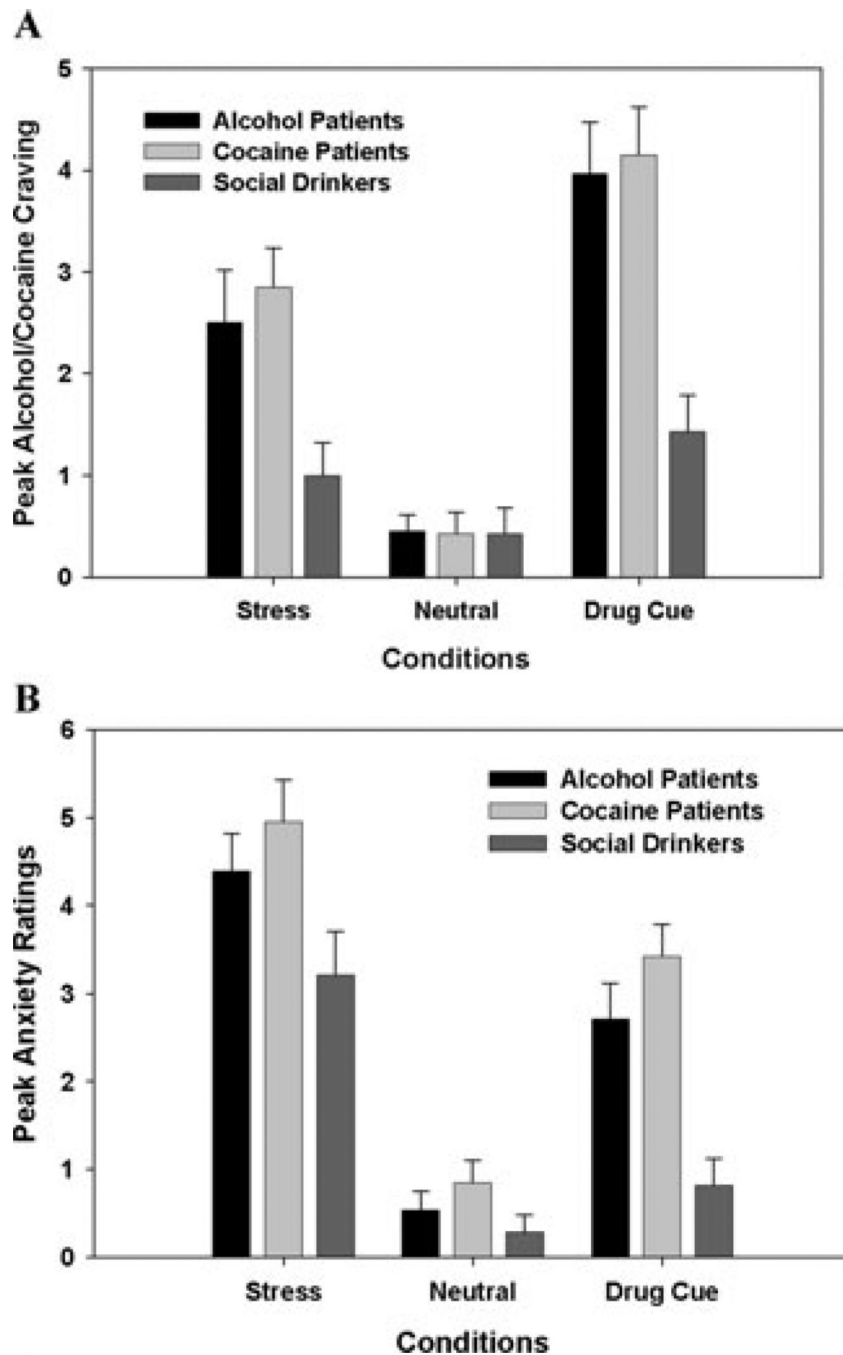 A
Peak Alcohol/Cocaine Craving
5
4
3
2
1
0
Alcohol Patients
Cocaine Patients
Social Drinkers
Stress Neutral Drug Cue
Conditions
B
Peak Anxiety Ratings
6
5
4
3
2
1
0
Alcohol Patients
Cocaine Patients
Social Drinkers
Stress Neutral Drug Cue
Conditions